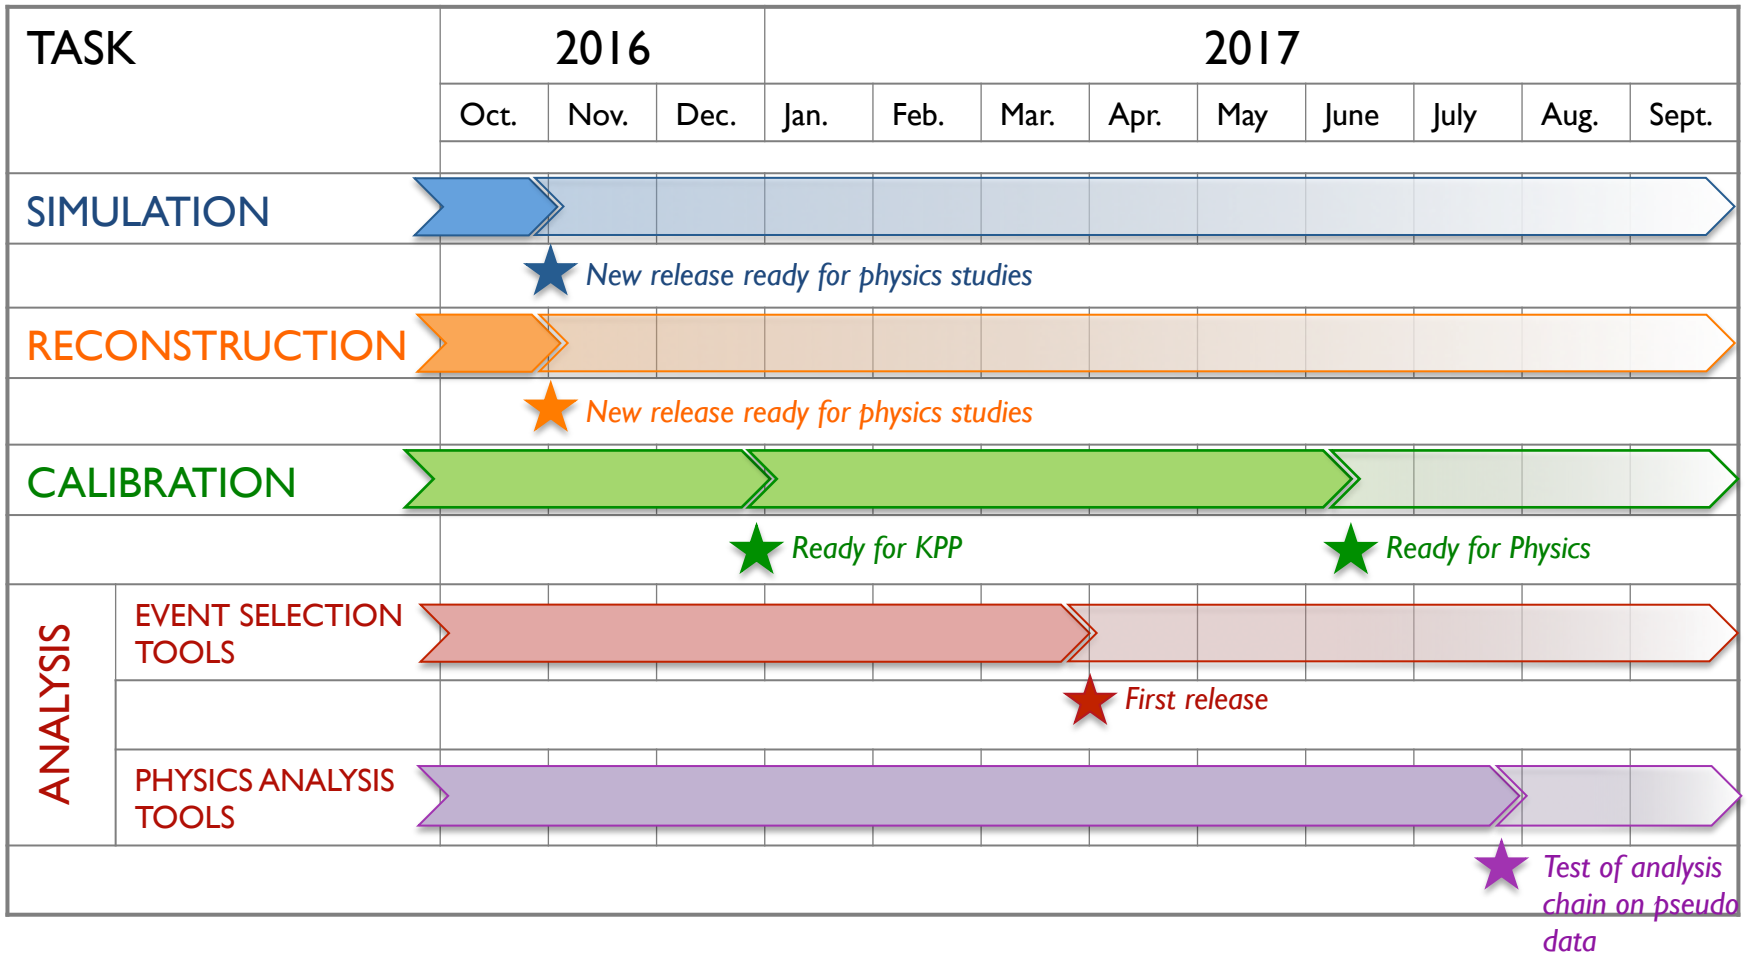 TASK
2016
2017
Oct.
Nov.
Dec.
Jan.
Feb.
Mar.
Apr.
May
June
July
Aug.
Sept.
SIMULATION
New release ready for physics studies
RECONSTRUCTION
New release ready for physics studies
CALIBRATION
Ready for KPP
Ready for Physics
ANALYSIS
EVENT SELECTION
TOOLS
First release
PHYSICS ANALYSIS
TOOLS
Test of analysis
chain on pseudo
data